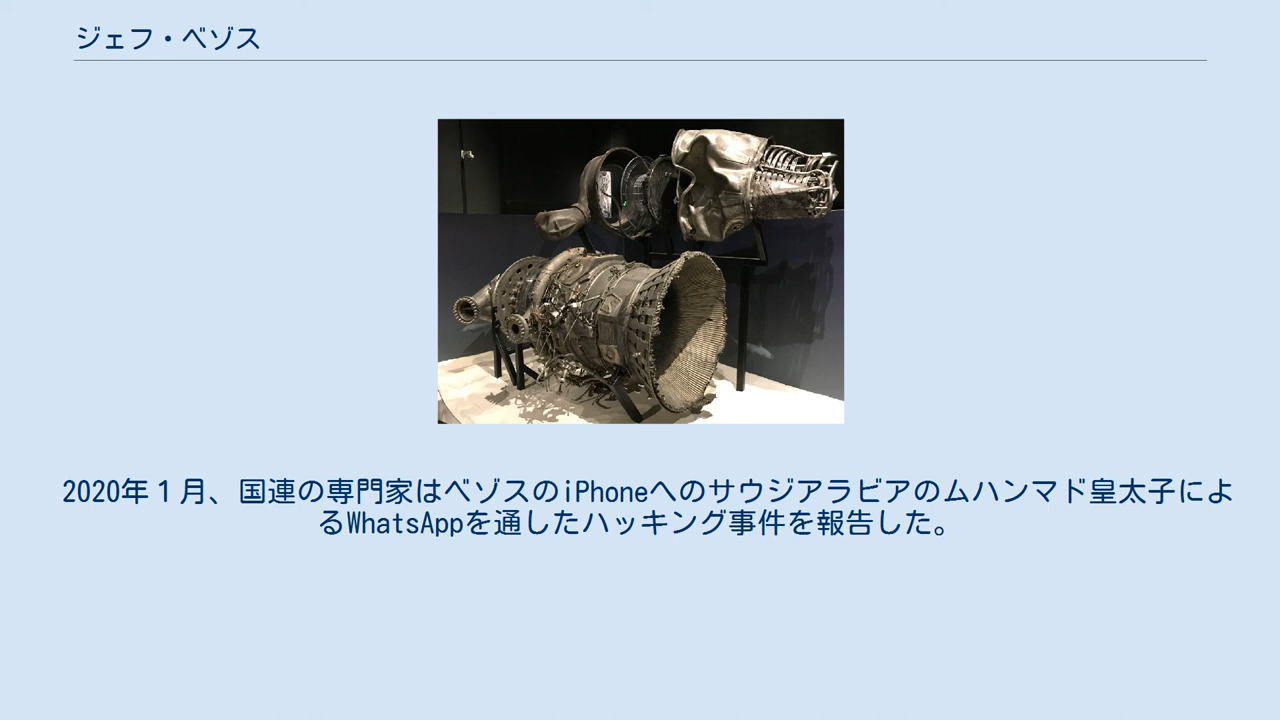 ジェフ・ベゾス
2020年１月、国連の専門家はベゾスのiPhoneへのサウジアラビアのムハンマド皇太子によ
るWhatsAppを通したハッキング事件を報告した。